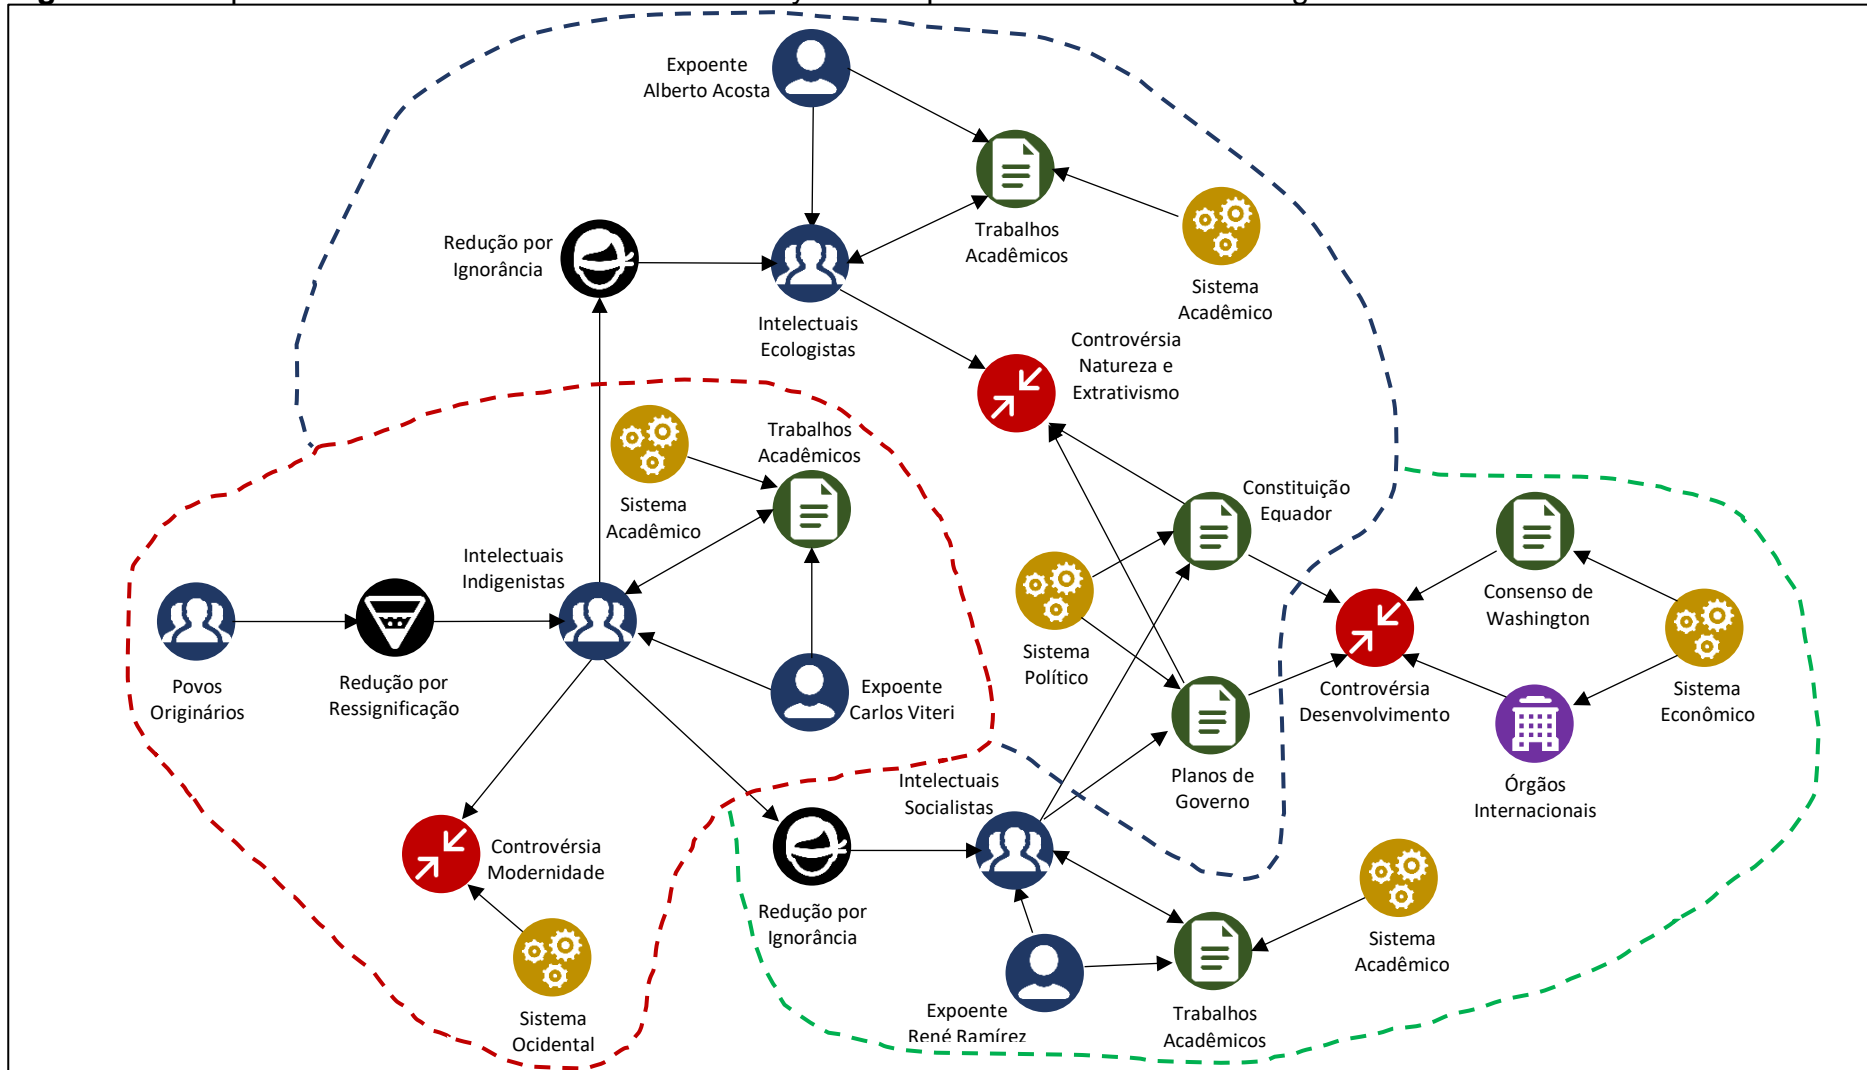 Expoente
Alberto Acosta
Trabalhos
Acadêmicos
Sistema
Acadêmico
Redução por
Ignorância
Intelectuais
Ecologistas
Controvérsia
Natureza e
Extrativismo
Trabalhos
Acadêmicos
Sistema
Acadêmico
Constituição
Equador
Intelectuais
Indigenistas
Consenso de
Washington
Sistema
Político
Povos
Originários
Redução por
Ressignificação
Expoente
Carlos Viteri
Controvérsia
Desenvolvimento
Sistema
Econômico
Intelectuais
Socialistas
Planos de
Governo
Órgãos
Internacionais
Controvérsia
Modernidade
Redução por
Ignorância
Sistema
Acadêmico
Sistema
Ocidental
Expoente
René Ramírez
Trabalhos
Acadêmicos